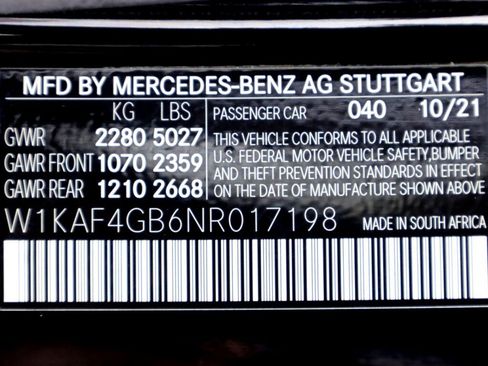 MFD BY MERCEDES-BENZ AG STUTTGART
KG LBS PASSENGER CAR 040 10/21
GVWR 2280 5027 THIS VEHICLE CONFORMS TO ALL APPLICABLE
GAWR FRONT 1070 2359 U.S. FEDERAL MOTOR VEHICLE SAFETY,BUMPER
GAWR REAR 1210 2668 AND THEFT PREVENTION STANDARDS IN EFFECT
ON THE DATE OF MANUFACTURE SHOWN ABOVE
W1KAF4GB6NR017198 MADE IN SOUTH AFRICA